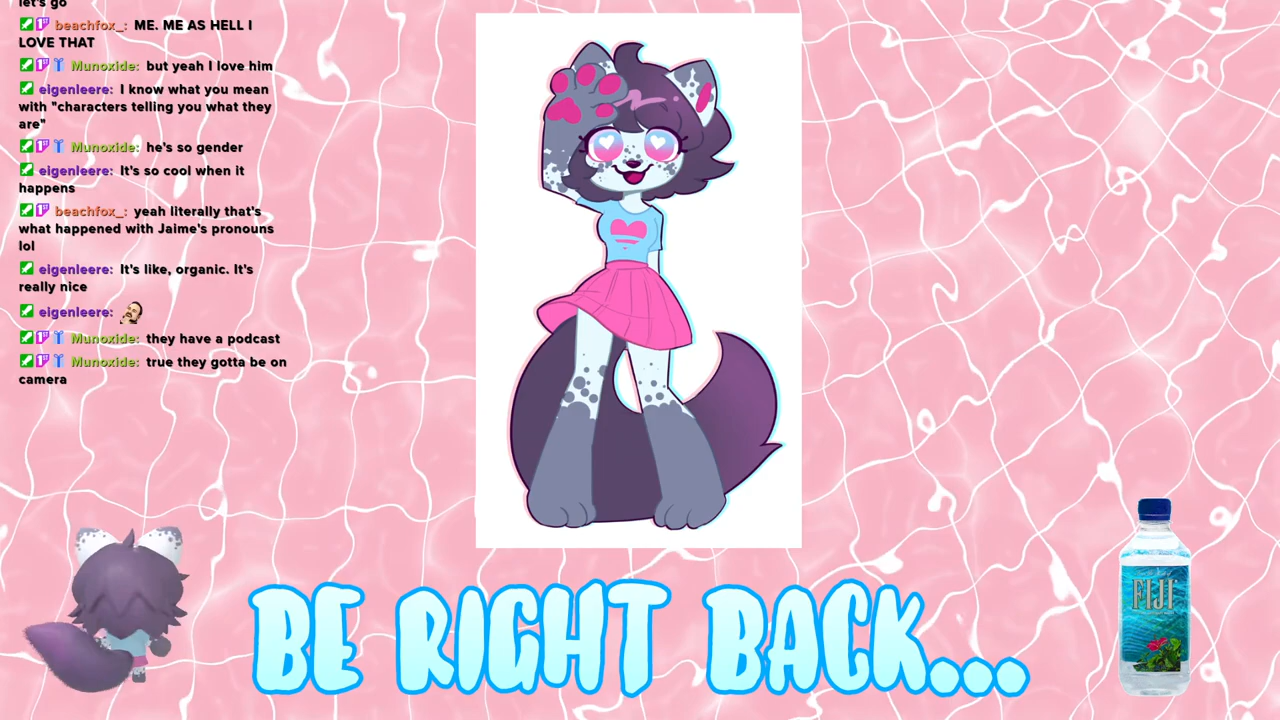 let's go
beachfox_: ME. ME AS HELL I
LOVE THAT
Munoxide: but yeah I love him
eigenleere: I know what you mean
with "characters telling you what they
are"
Munoxide: he's so gender
eigenleere: It's so cool when it
happens
beachfox_: yeah literally that's
what happened with Jaime's pronouns
lol
eigenleere: It's like, organic. It's
really nice
eigenleere:
Munoxide: they have a podcast
Munoxide: true they gotta be on
camera
FIJI
BE RIGHT BACK...